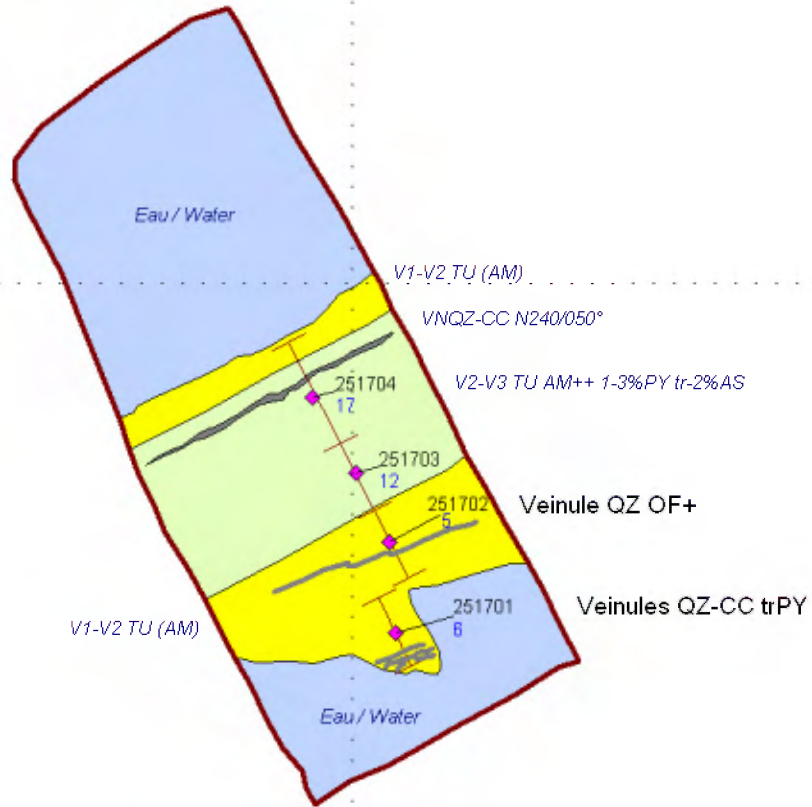 Eau / Water
V1-V2 TU (AM)
VNQZ-CC N240/050°
V2-V3 TU AM++ 1-3%PY tr-2%AS
251704
17
251703
12
251702
5
Veinule QZ OF+
251701
6
Veinules QZ-CC trPY
V1-V2 TU (AM)
Eau / Water